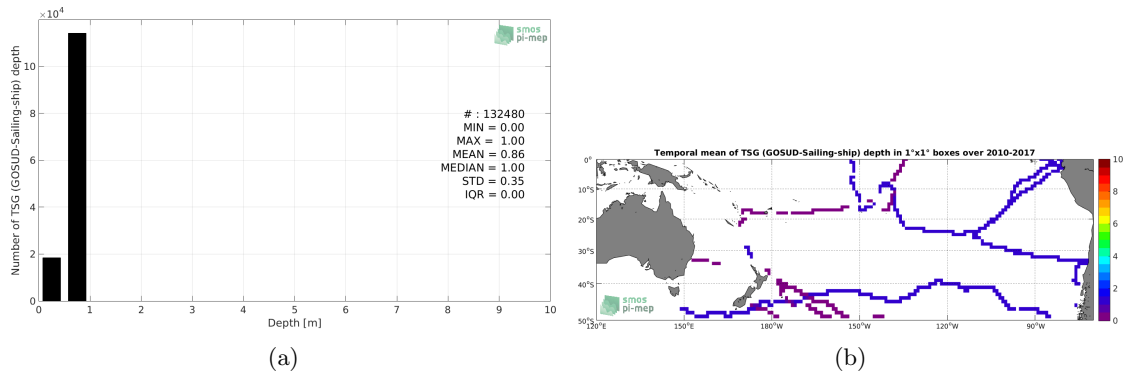 ×10⁴
smos
pi-mep
Number of TSG (GOSUD-Sailing-ship) depth
10
8
6
4
2
0
# : 132480
MIN = 0.00
MAX = 1.00
MEAN = 0.86
MEDIAN = 1.00
STD = 0.35
IQR = 0.00
0 1 2 3 4 5 6 7 8 9 10
Depth [m]
(a)
Temporal mean of TSG (GOSUD-Sailing-ship) depth in 1°x1° boxes over 2010-2017
0°
10°S
20°S
30°S
40°S
50°S
120°E 150°E 180°W 150°W 120°W 90°W
10
8
6
4
2
0
smos
pi-mep
(b)